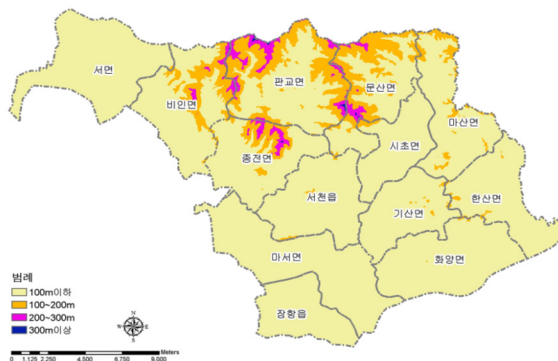 서면
비인면
판교면
문산면
마산면
시초면
종천면
서천읍
기산면
한산면
마서면
화양면
장항읍
범례
100m이하
100~200m
200~300m
300m이상
N
W E
S
Meters
0 1,125 2,250 4,500 6,750 9,000